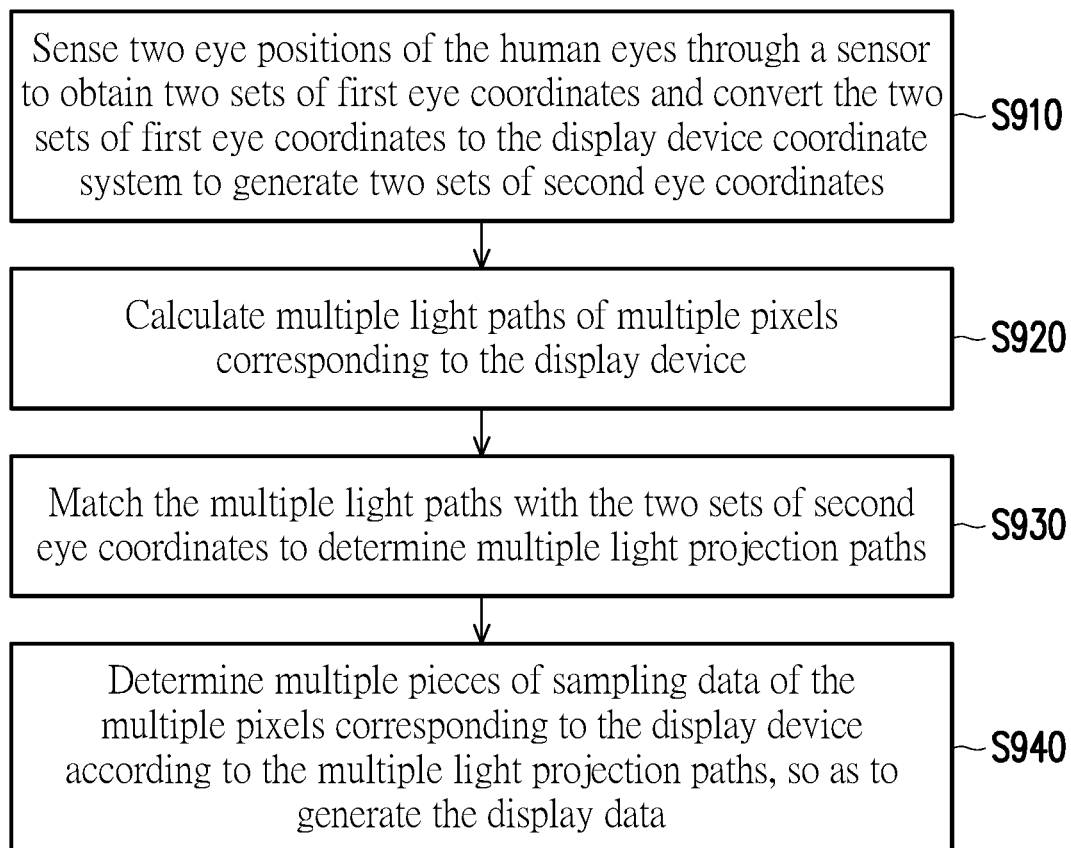 Sense two eye positions of the human eyes through a sensor
to obtain two sets of first eye coordinates and convert the two
sets of first eye coordinates to the display device coordinate
system to generate two sets of second eye coordinates
S910
Calculate multiple light paths of multiple pixels
corresponding to the display device
S920
Match the multiple light paths with the two sets of second
eye coordinates to determine multiple light projection paths
S930
Determine multiple pieces of sampling data of the
multiple pixels corresponding to the display device
according to the multiple light projection paths, so as to
generate the display data
S940